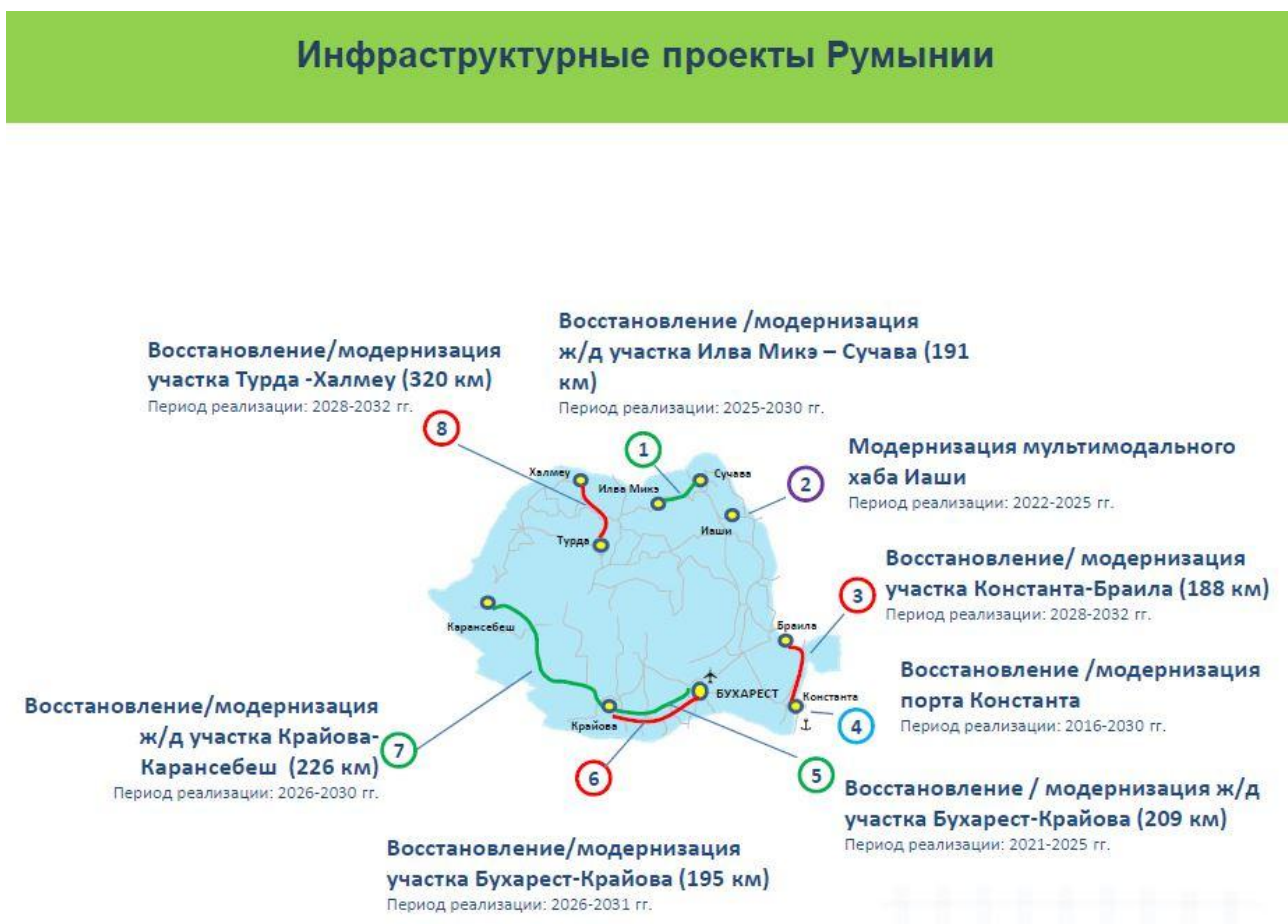 Инфраструктурные проекты Румынии
Восстановление /модернизация
ж/д участка Илва Микэ – Сучава (191
км)
Период реализации: 2025-2030 гг.
Восстановление/модернизация
участка Турда -Халмеу (320 км)
Период реализации: 2028-2032 гг.
8
1
Модернизация мультимодального
хаба Иаши
Период реализации: 2022-2025 гг.
2
Халмеу
Илва Микэ
Сучава
Иаши
Турда
Восстановление/ модернизация
участка Константа-Браила (188 км)
Период реализации: 2028-2032 гг.
3
Карансебеш
Браила
Восстановление /модернизация
порта Константа
Период реализации: 2016-2030 гг.
БУХАРЕСТ
Константа
4
Крайова
Восстановление/модернизация
ж/д участка Крайова-
Карансебеш (226 км)
Период реализации: 2026-2030 гг.
7
6
5
Восстановление / модернизация ж/д
участка Бухарест-Крайова (209 км)
Период реализации: 2021-2025 гг.
Восстановление/модернизация
участка Бухарест-Крайова (195 км)
Период реализации: 2026-2031 гг.